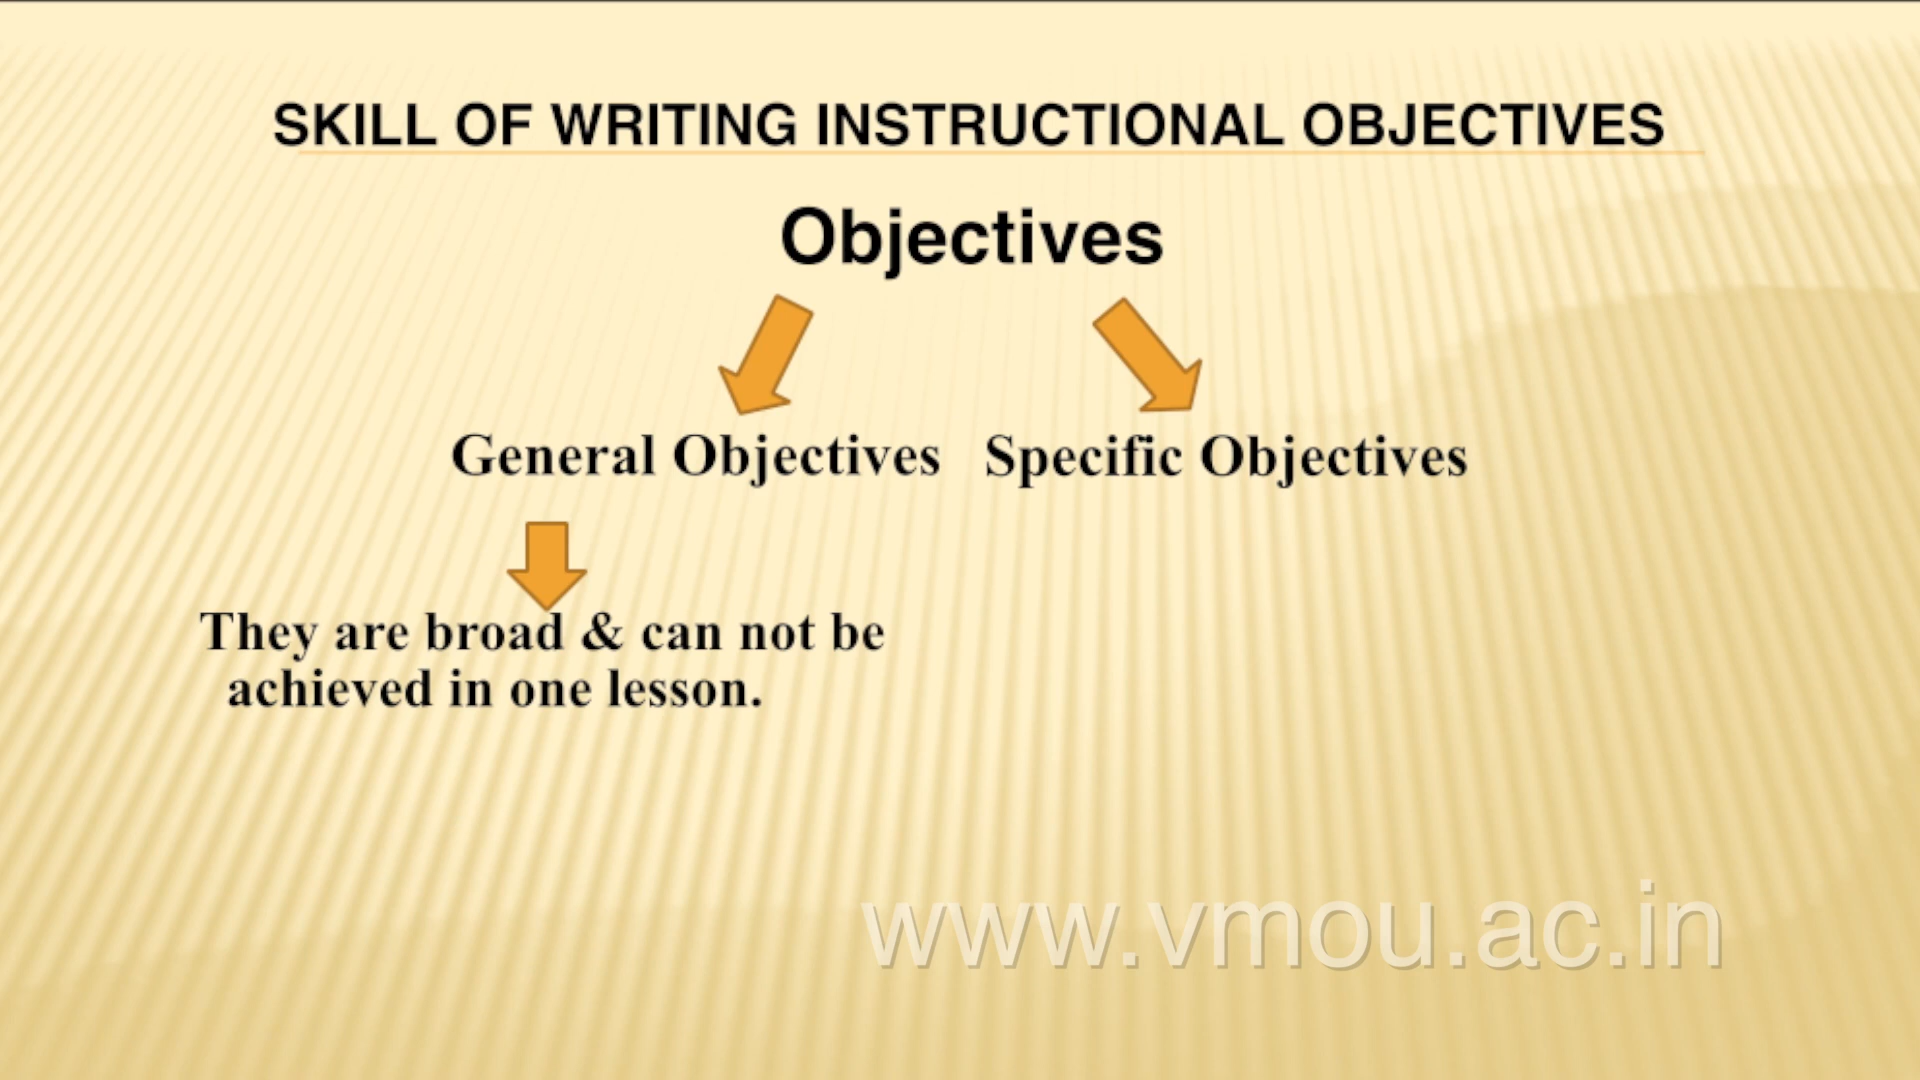 SKILL OF WRITING INSTRUCTIONAL OBJECTIVES
Objectives
General Objectives
Specific Objectives
They are broad & can not be
achieved in one lesson.
www.vmou.ac.in